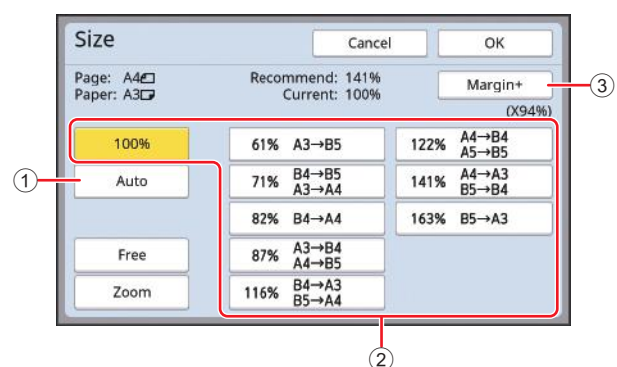 Size
Cancel
OK
Page: A4
Paper: A3
Recommend: 141%
Current: 100%
Margin+
(X94%)
100%
Auto
Free
Zoom
61% A3→B5
71% B4→B5
A3→A4
82% B4→A4
87% A3→B4
A4→B5
116% B4→A3
B5→A4
122% A4→B4
A5→B5
141% A4→A3
B5→B4
163% B5→A3
1
2
3